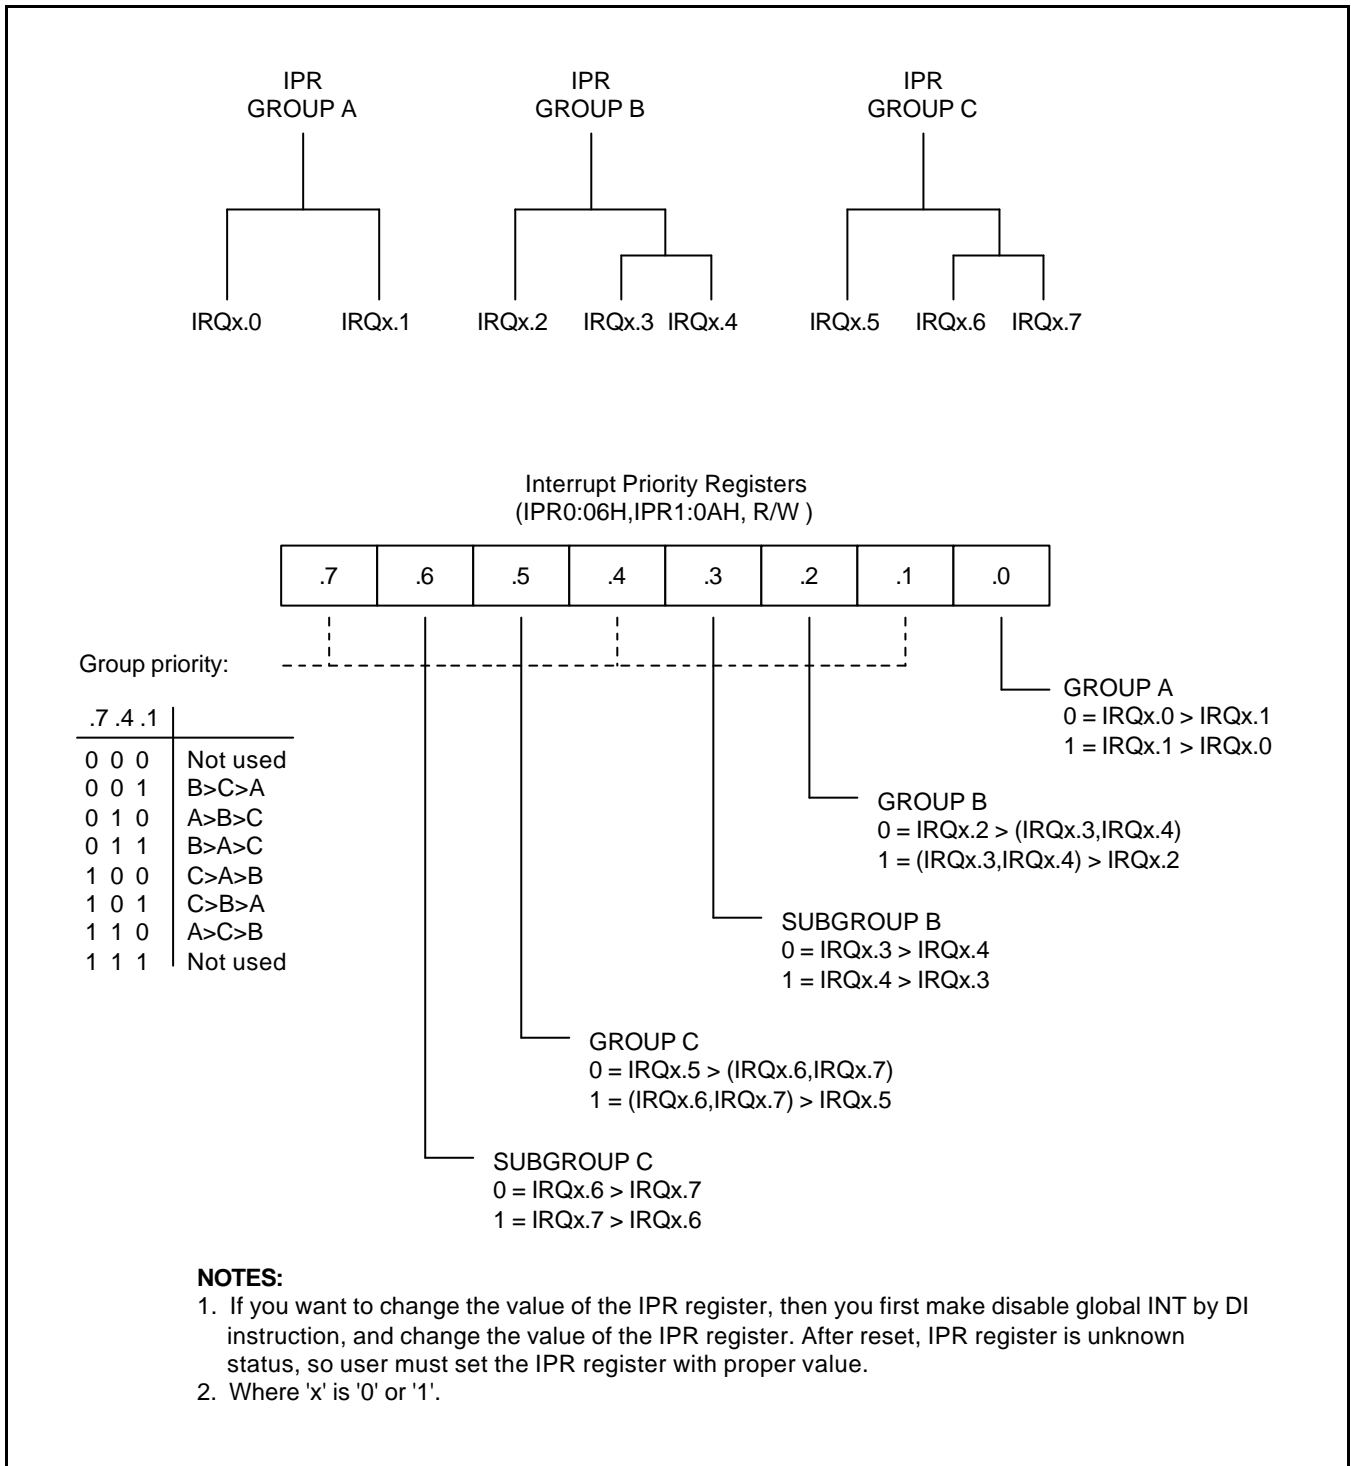 IPR
GROUP A
IPR
GROUP B
IPR
GROUP C
IRQx.0
IRQx.1
IRQx.2
IRQx.3
IRQx.4
IRQx.5
IRQx.6
IRQx.7
Interrupt Priority Registers
(IPR0:06H,IPR1:0AH, R/W )
.7 .6 .5 .4 .3 .2 .1 .0
Group priority:
.7 .4 .1
0 0 0 Not used
0 0 1 B>C>A
0 1 0 A>B>C
0 1 1 B>A>C
1 0 0 C>A>B
1 0 1 C>B>A
1 1 0 A>C>B
1 1 1 Not used
GROUP A
0 = IRQx.0 > IRQx.1
1 = IRQx.1 > IRQx.0
GROUP B
0 = IRQx.2 > (IRQx.3,IRQx.4)
1 = (IRQx.3,IRQx.4) > IRQx.2
SUBGROUP B
0 = IRQx.3 > IRQx.4
1 = IRQx.4 > IRQx.3
GROUP C
0 = IRQx.5 > (IRQx.6,IRQx.7)
1 = (IRQx.6,IRQx.7) > IRQx.5
SUBGROUP C
0 = IRQx.6 > IRQx.7
1 = IRQx.7 > IRQx.6
NOTES:
1. If you want to change the value of the IPR register, then you first make disable global INT by DI
instruction, and change the value of the IPR register. After reset, IPR register is unknown
status, so user must set the IPR register with proper value.
2. Where 'x' is '0' or '1'.